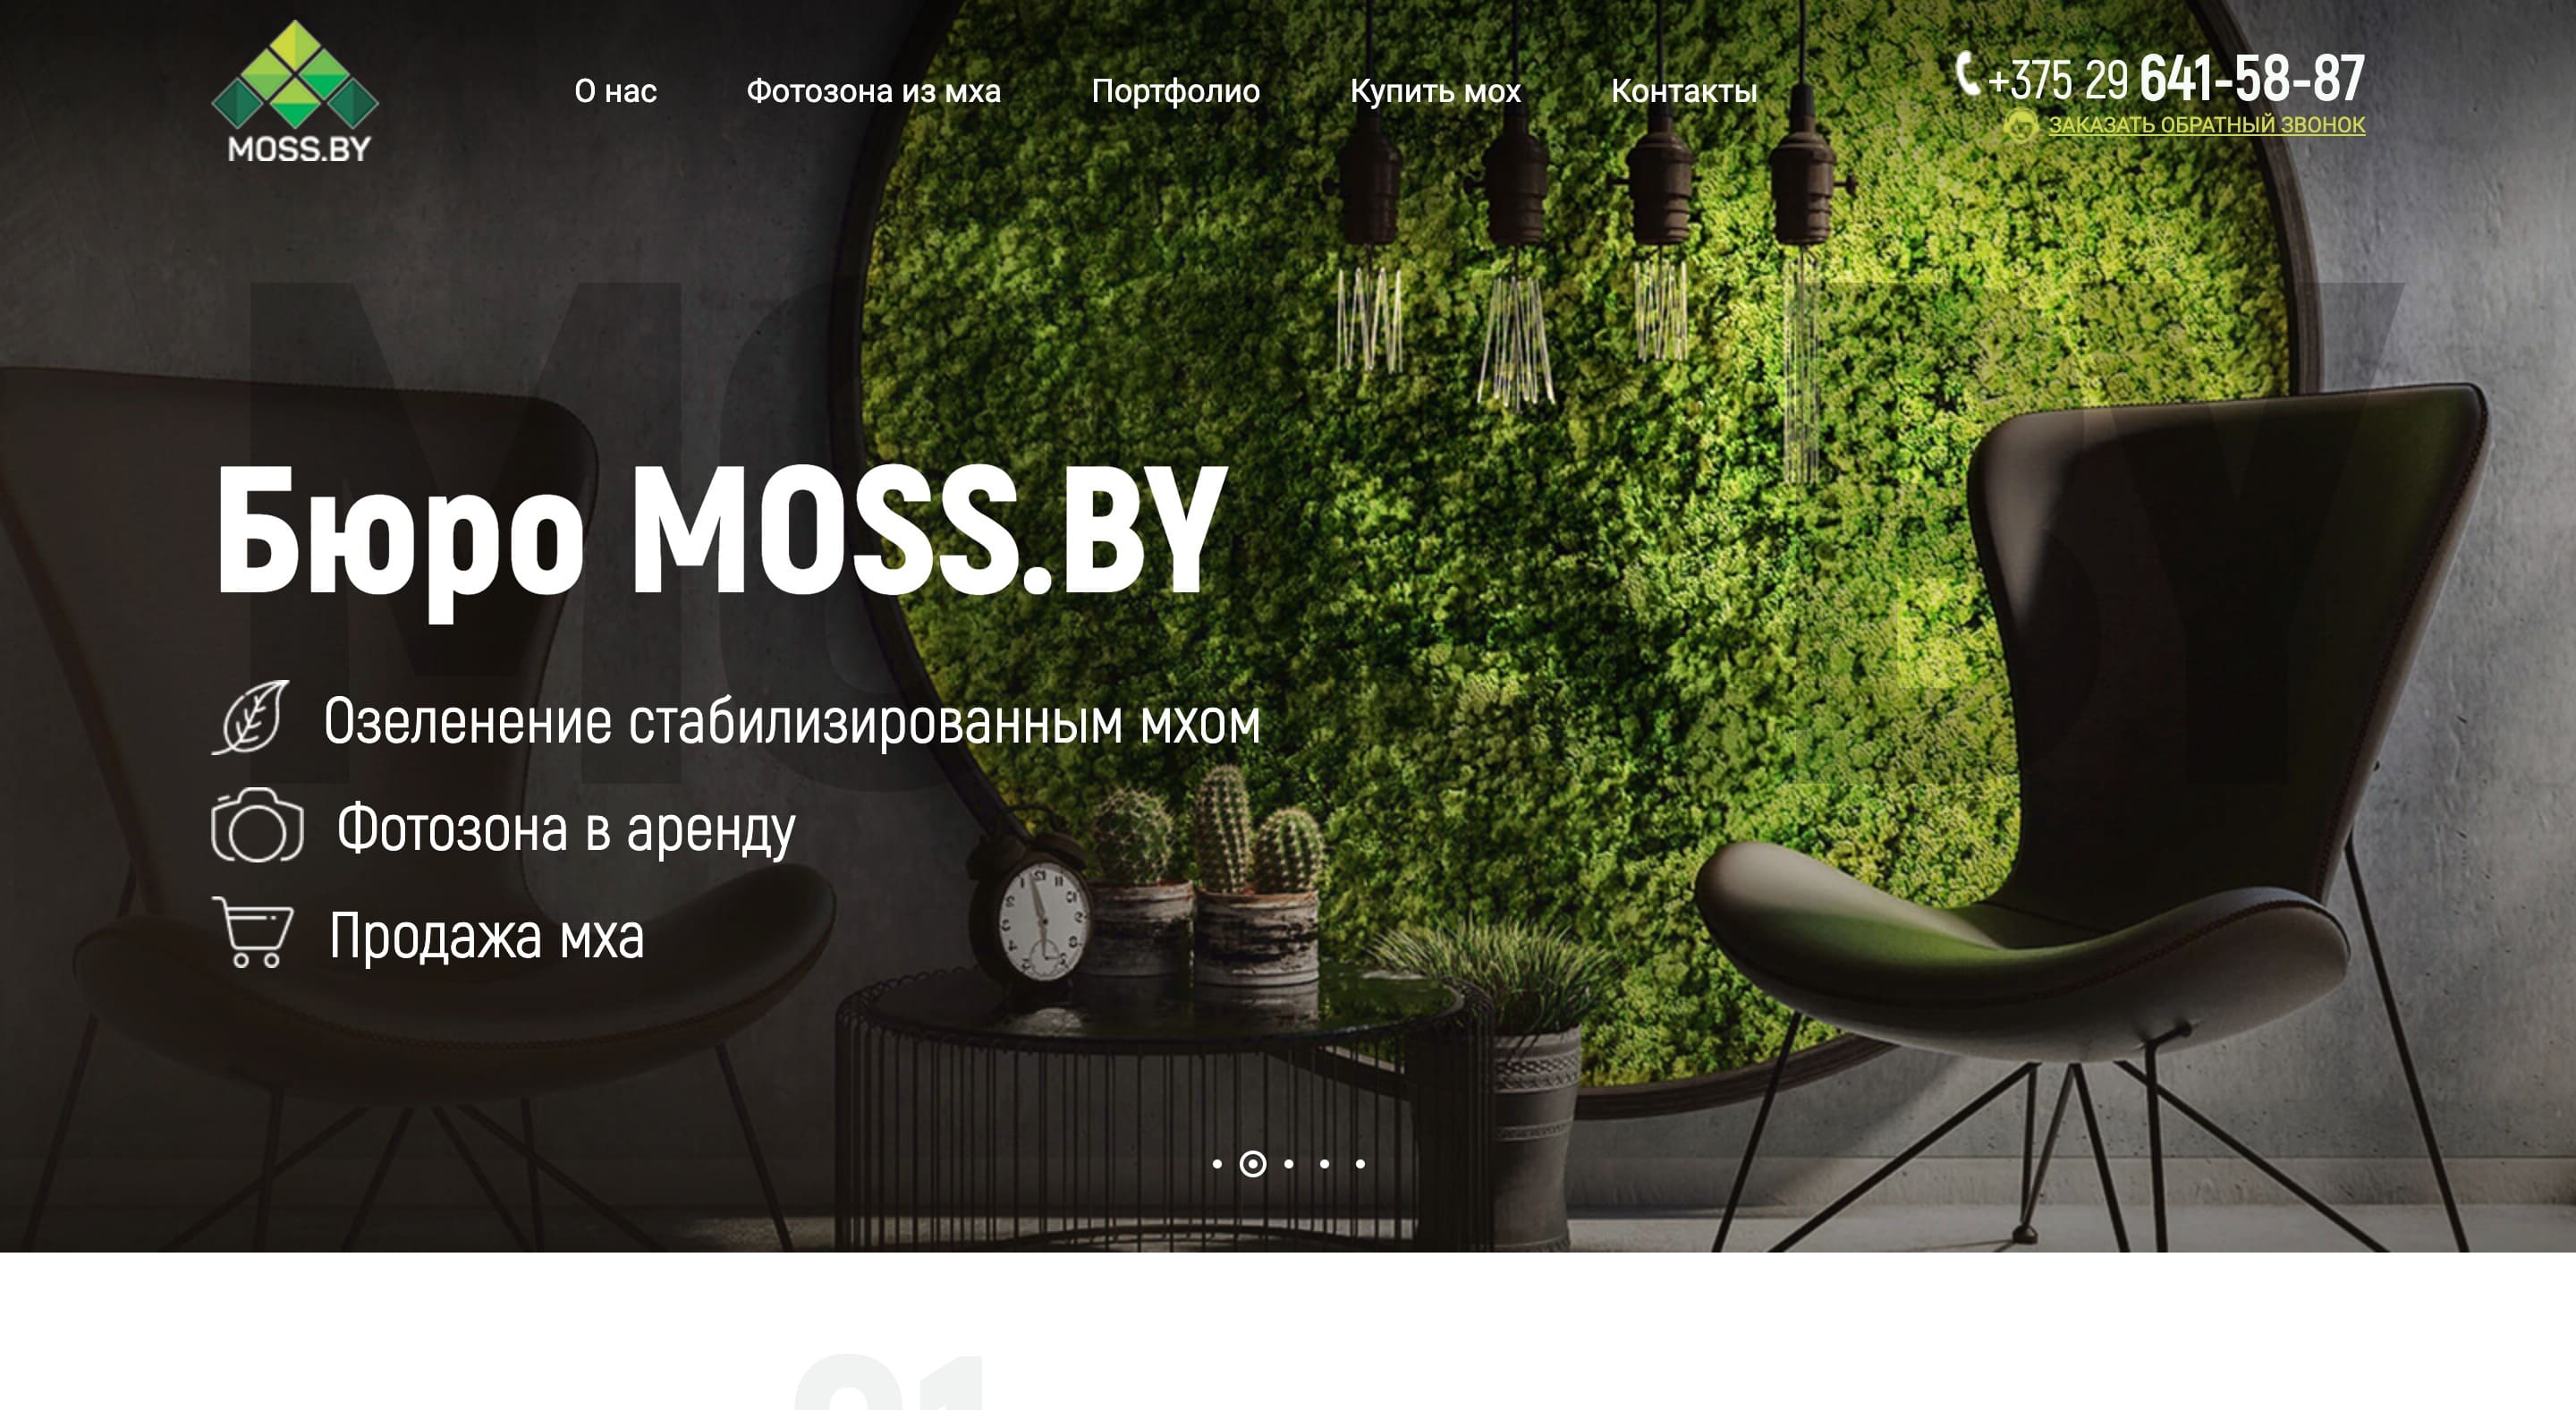 MOSS.BY
О нас
Фотозона из мха
Портфолио
Купить мох
Контакты
+375 29 641-58-87
ЗАКАЗАТЬ ОБРАТНЫЙ ЗВОНОК
Бюро MOSS.BY
Озеленение стабилизированным мхом
Фотозона в аренду
Продажа мха
01